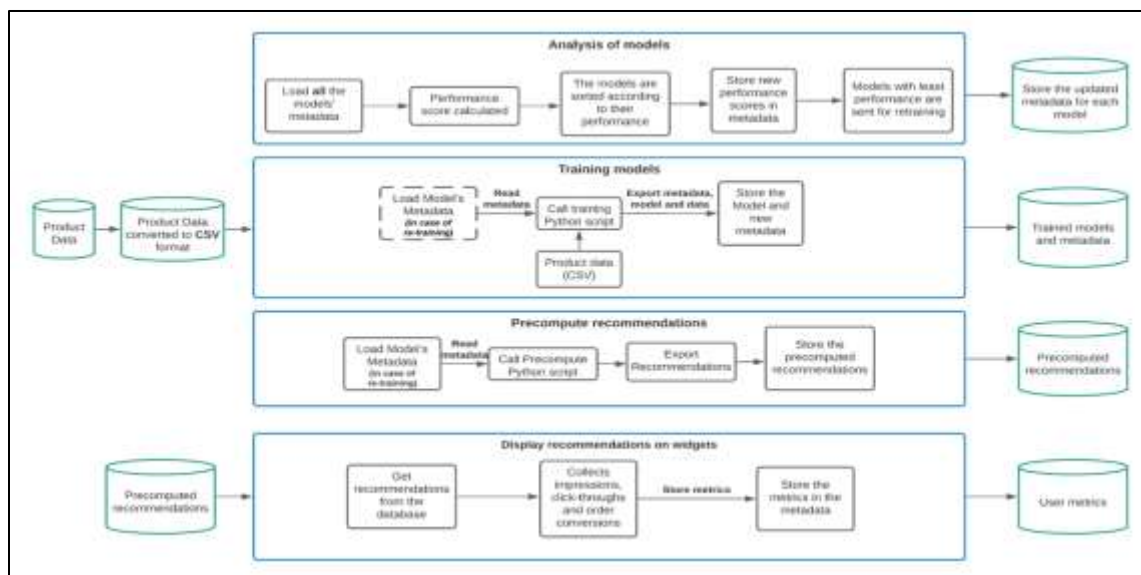 Analysis of models
Load all the
models'
metadata
Performance
score calculated
The models are
sorted according
to their
performance
Store new
performance
scores in
metadata
Models with least
performance are
sent for retraining
Store the updated
metadata for each
model
Training models
Product
Data
Product Data
converted to CSV
format
Load Model's
Metadata
(in case of
re-training)
Read
metadata
Call training
Python script
Product data
(CSV)
Export metadata,
model and data
Store the
Model and
new
metadata
Trained models
and metadata
Precompute recommendations
Load Model's
Metadata
(in case of
re-training)
Read
metadata
Call Precompute
Python script
Export
Recommendations
Store the
precomputed
recommendations
Precomputed
recommendations
Display recommendations on widgets
Precomputed
recommendations
Get
recommendations
from the
database
Collects
impressions,
click-throughs
and order
conversions
Store metrics
Store the
metrics in the
metadata
User metrics